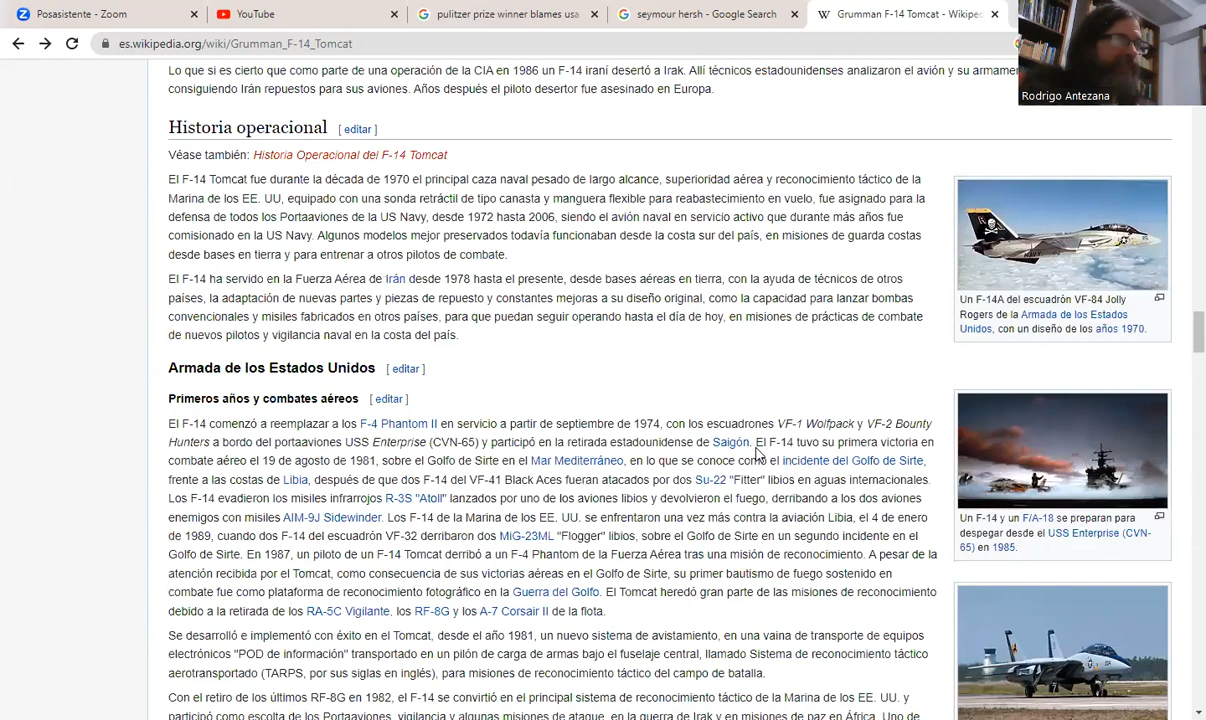 Posasistente - Zoom
YouTube
pulitzer prize winner blames usa
seymour hersh - Google Search
Grumman F-14 Tomcat - Wikiped
es.wikipedia.org/wiki/Grumman_F-14_Tomcat
Rodrigo Antezana
Lo que si es cierto que como parte de una operación de la CIA en 1986 un F-14 iraní desertó a Irak. Allí técnicos estadounidenses analizaron el avión y su armame
consiguiendo Irán repuestos para sus aviones. Años después el piloto desertor fue asesinado en Europa.
Historia operacional [ editar ]
Véase también: Historia Operacional del F-14 Tomcat
El F-14 Tomcat fue durante la década de 1970 el principal caza naval pesado de largo alcance, superioridad aérea y reconocimiento táctico de la
Marina de los EE. UU, equipado con una sonda retráctil de tipo canasta y manguera flexible para reabastecimiento en vuelo, fue asignado para la
defensa de todos los Portaaviones de la US Navy, desde 1972 hasta 2006, siendo el avión naval en servicio activo que durante más años fue
comisionado en la US Navy. Algunos modelos mejor preservados todavía funcionaban desde la costa sur del país, en misiones de guarda costas
desde bases en tierra y para entrenar a otros pilotos de combate.
El F-14 ha servido en la Fuerza Aérea de Irán desde 1978 hasta el presente, desde bases aéreas en tierra, con la ayuda de técnicos de otros
países, la adaptación de nuevas partes y piezas de repuesto y constantes mejoras a su diseño original, como la capacidad para lanzar bombas
convencionales y misiles fabricados en otros países, para que puedan seguir operando hasta el día de hoy, en misiones de prácticas de combate
de nuevos pilotos y vigilancia naval en la costa del país.
Un F-14A del escuadrón VF-84 Jolly
Rogers de la Armada de los Estados
Unidos, con un diseño de los años 1970.
Armada de los Estados Unidos [ editar ]
Primeros años y combates aéreos [ editar ]
El F-14 comenzó a reemplazar a los F-4 Phantom II en servicio a partir de septiembre de 1974, con los escuadrones VF-1 Wolfpack y VF-2 Bounty
Hunters a bordo del portaaviones USS Enterprise (CVN-65) y participó en la retirada estadounidense de Saigón. El F-14 tuvo su primera victoria en
combate aéreo el 19 de agosto de 1981, sobre el Golfo de Sirte en el Mar Mediterráneo, en lo que se conoce como el incidente del Golfo de Sirte,
frente a las costas de Libia, después de que dos F-14 del VF-41 Black Aces fueran atacados por dos Su-22 "Fitter" libios en aguas internacionales.
Los F-14 evadieron los misiles infrarrojos R-3S "Atoll" lanzados por uno de los aviones libios y devolvieron el fuego, derribando a los dos aviones
enemigos con misiles AIM-9J Sidewinder. Los F-14 de la Marina de los EE. UU. se enfrentaron una vez más contra la aviación Libia, el 4 de enero
de 1989, cuando dos F-14 del escuadrón VF-32 derribaron dos MiG-23ML "Flogger" libios, sobre el Golfo de Sirte en un segundo incidente en el
Golfo de Sirte. En 1987, un piloto de un F-14 Tomcat derribó a un F-4 Phantom de la Fuerza Aérea tras una misión de reconocimiento. A pesar de la
atención recibida por el Tomcat, como consecuencia de sus victorias aéreas en el Golfo de Sirte, su primer bautismo de fuego sostenido en
combate fue como plataforma de reconocimiento fotográfico en la Guerra del Golfo. El Tomcat heredó gran parte de las misiones de reconocimiento
debido a la retirada de los RA-5C Vigilante, los RF-8G y los A-7 Corsair II de la flota.
Un F-14 y un F/A-18 se preparan para
despegar desde el USS Enterprise (CVN-
65) en 1985.
Se desarrolló e implementó con éxito en el Tomcat, desde el año 1981, un nuevo sistema de avistamiento, en una vaina de transporte de equipos
electrónicos "POD de información" transportado en un pilón de carga de armas bajo el fuselaje central, llamado Sistema de reconocimiento táctico
aerotransportado (TARPS, por sus siglas en inglés), para misiones de reconocimiento táctico del campo de batalla.
Con el retiro de los últimos RF-8G en 1982, el F-14 se convirtió en el principal sistema de reconocimiento táctico de la Marina de los EE. UU. y
participó como escolta de los Portaaviones, vigilancia y algunas misiones de ataque, en la guerra de Irak y en misiones de paz en África. Uno de